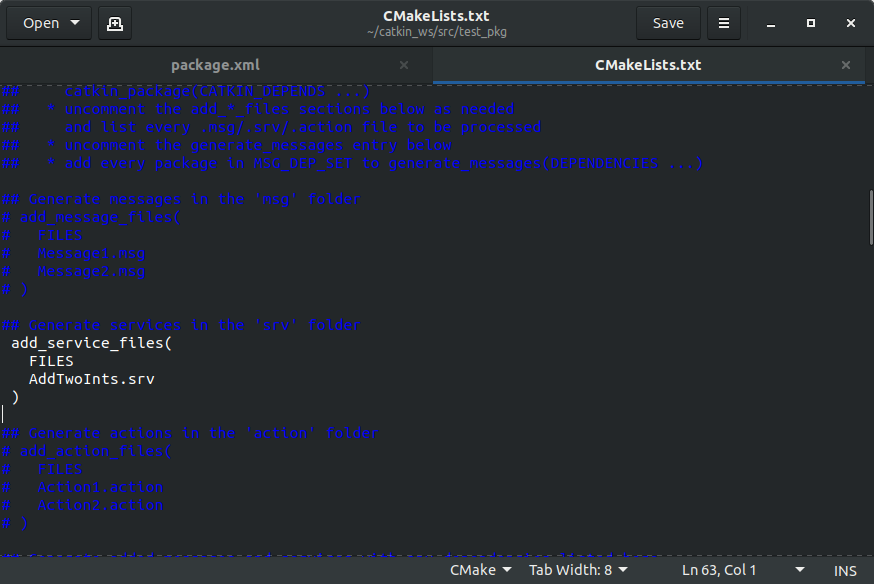 Open
CMakeLists.txt
~/catkin_ws/src/test_pkg
Save
package.xml
CMakeLists.txt
##     catkin_package(CATKIN_DEPENDS ...)
##   * uncomment the add_*_files sections below as needed
##     and list every .msg/.srv/.action file to be processed
##   * uncomment the generate_messages entry below
##   * add every package in MSG_DEP_SET to generate_messages(DEPENDENCIES ...)
## Generate messages in the 'msg' folder
# add_message_files(
#   FILES
#   Message1.msg
#   Message2.msg
# )
## Generate services in the 'srv' folder
 add_service_files(
   FILES
   AddTwoInts.srv
 )
## Generate actions in the 'action' folder
# add_action_files(
#   FILES
#   Action1.action
#   Action2.action
# )
CMake
Tab Width: 8
Ln 63, Col 1
INS